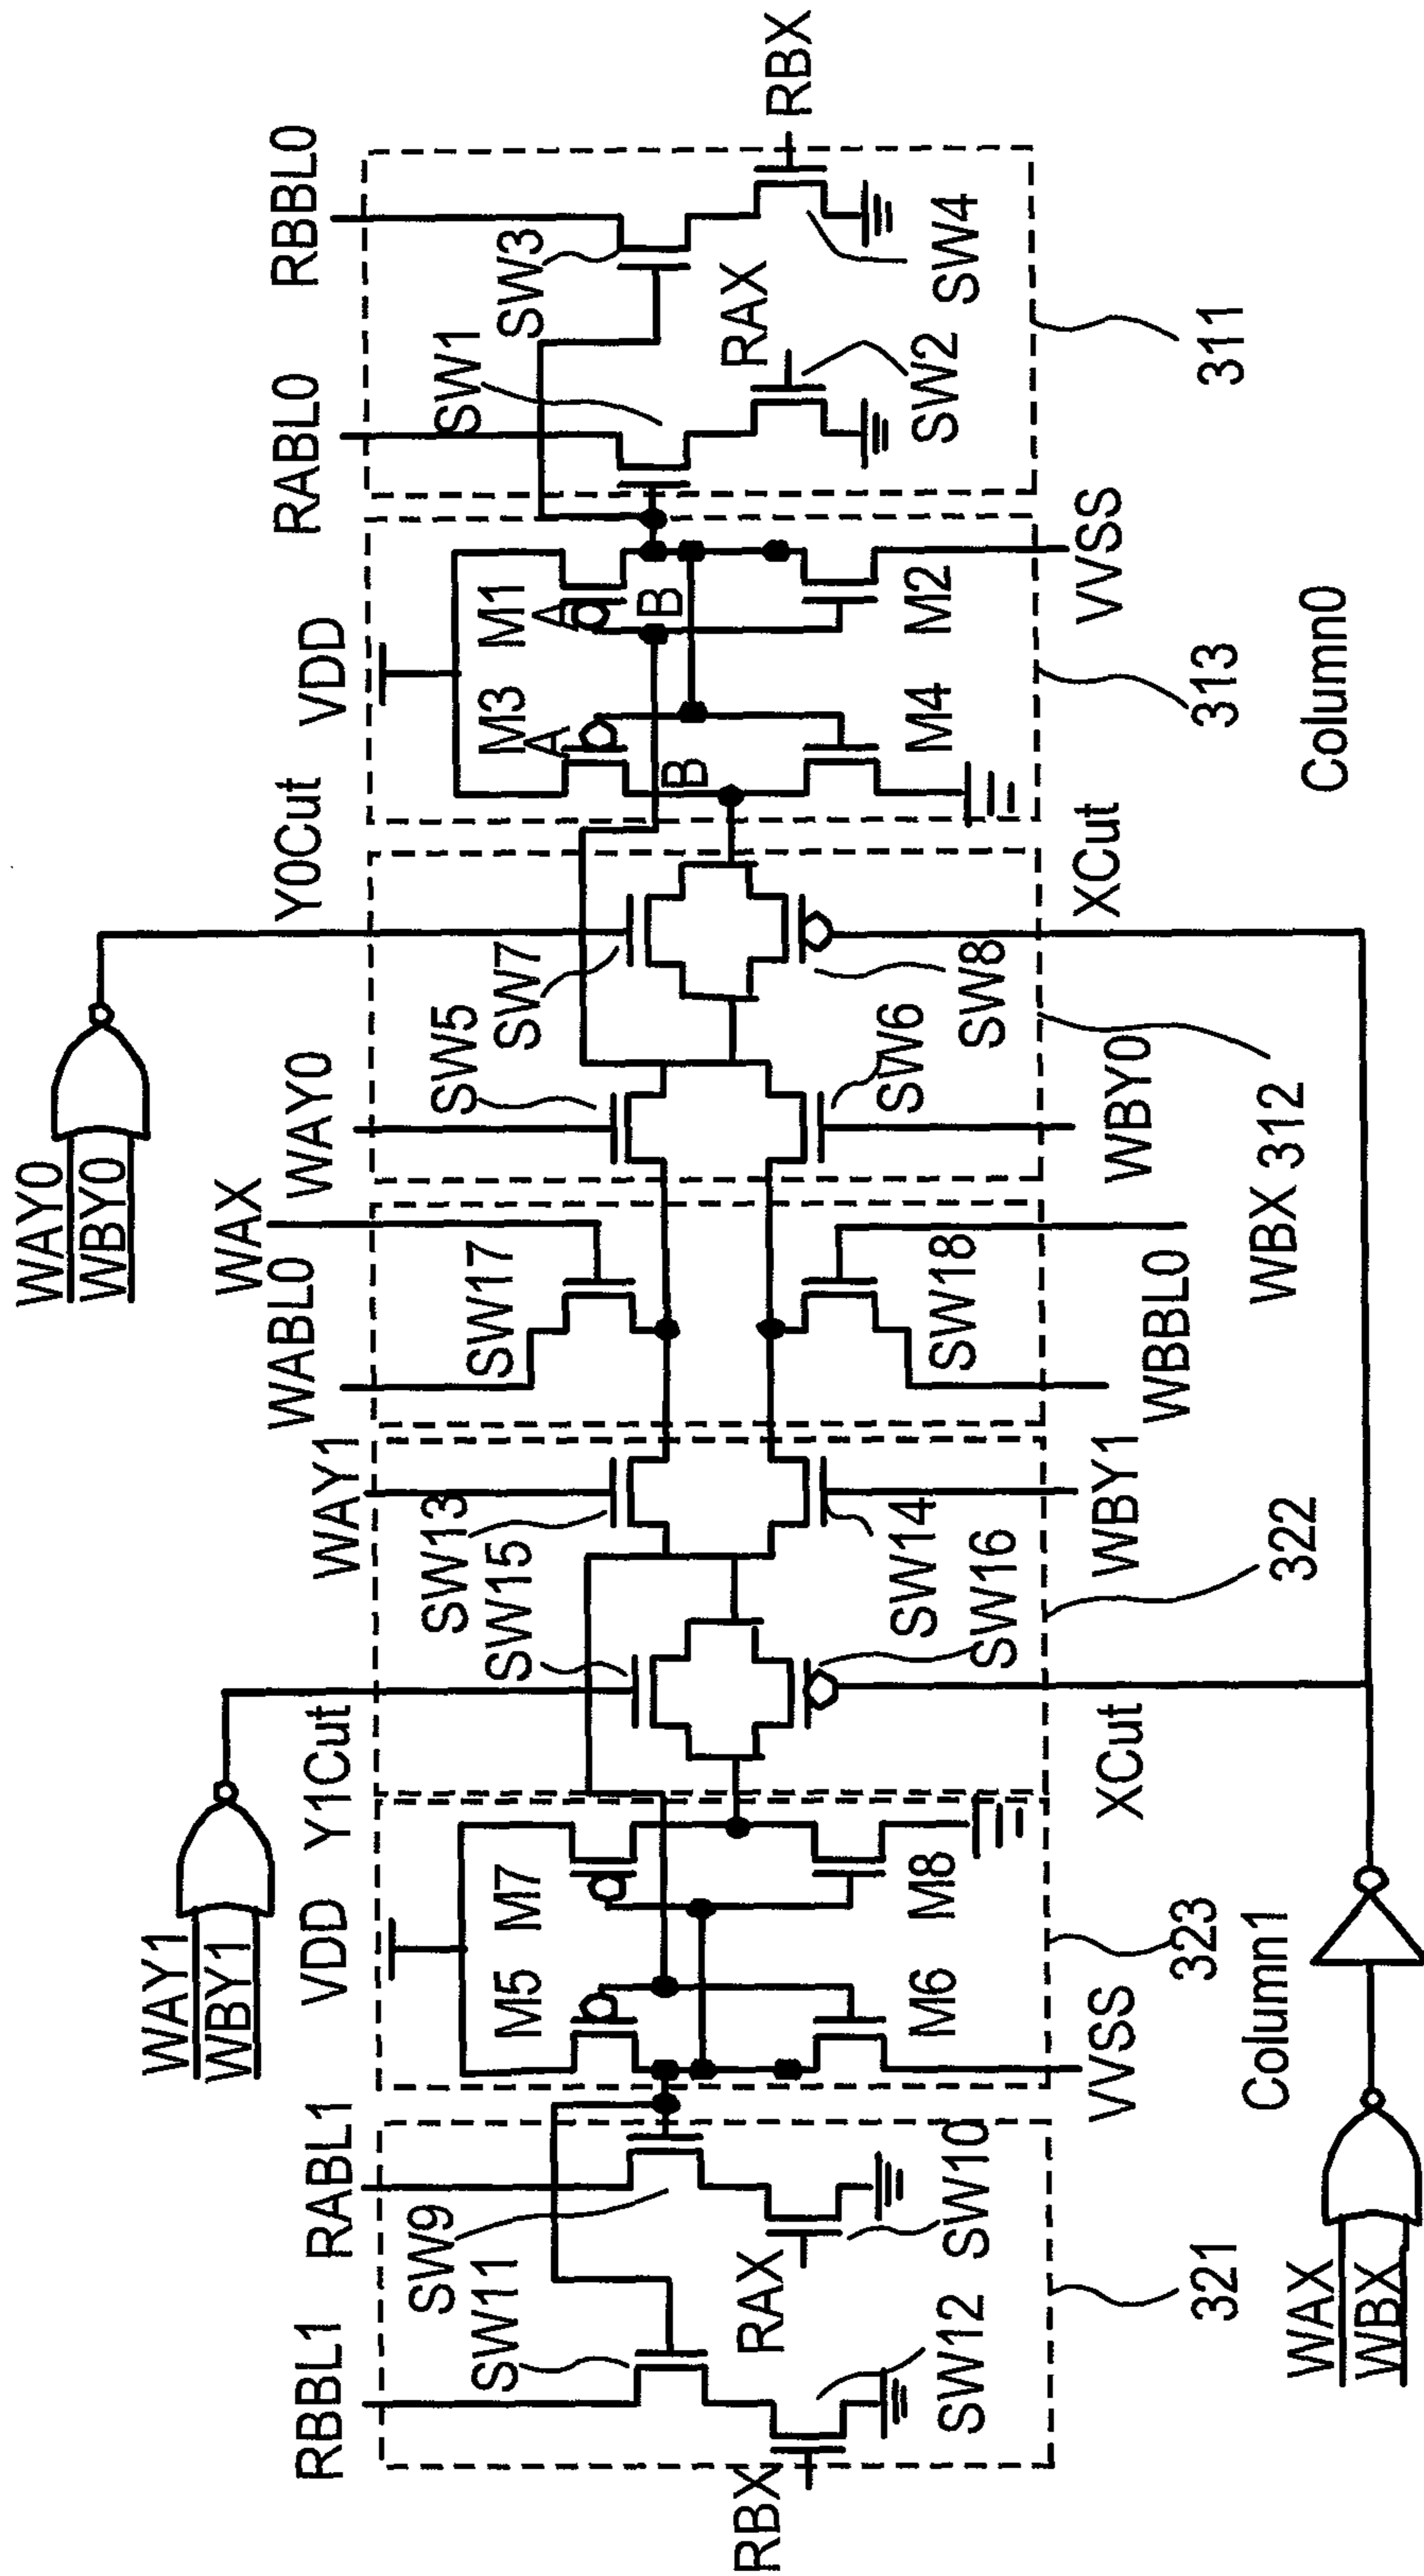 RBX
RBBL0
SW3
SW4
RAX
SW1
SW2
RABL0
311
M1
A
B
M2
VVSS
VDD
M3
A
B
M4
313
Column0
Y0Cut
XCut
SW7
SW8
SW5
SW6
WAY0
WBY0
312
WAY0
WBY0
WAX
WBX
SW17
SW18
WABL0
WBBL0
WAY1
WBY1
SW13
SW14
SW15
SW16
322
Y1Cut
XCut
M7
M8
VDD
M5
M6
323
VVSS
Column1
WAY1
WBY1
RABL1
SW9
SW10
SW11
RAX
321
SW12
RBBL1
RBX
WAX
WBX